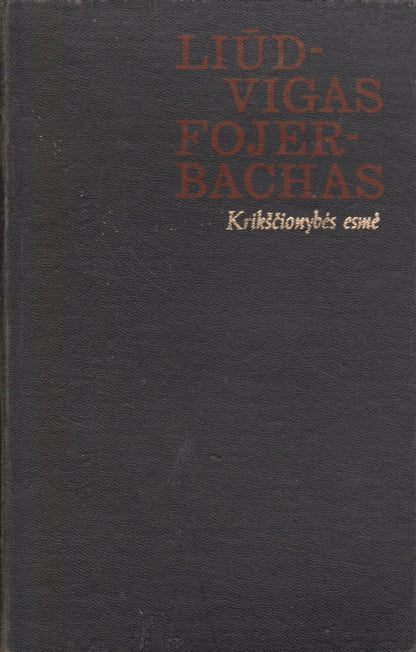 LIŪD-
VIGAS
FOJER-
BACHAS
Krikščionybės esmė